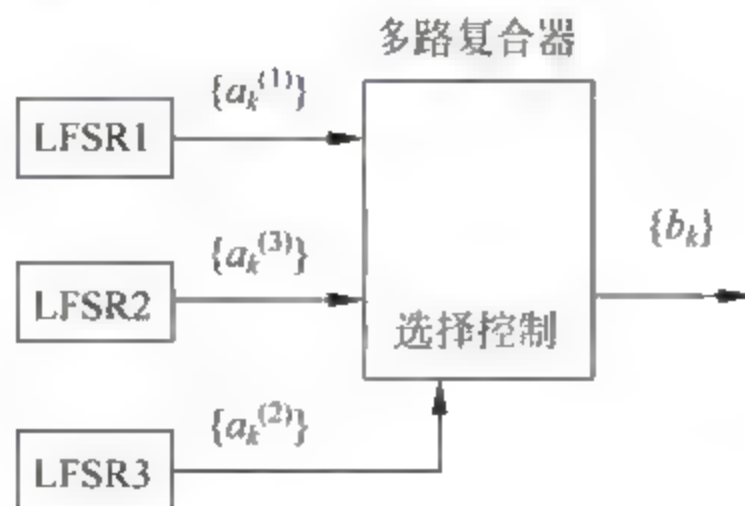 多路复合器
{a_k^(1)}
LFSR1
{b_k}
{a_k^(3)}
LFSR2
选择控制
{a_k^(2)}
LFSR3